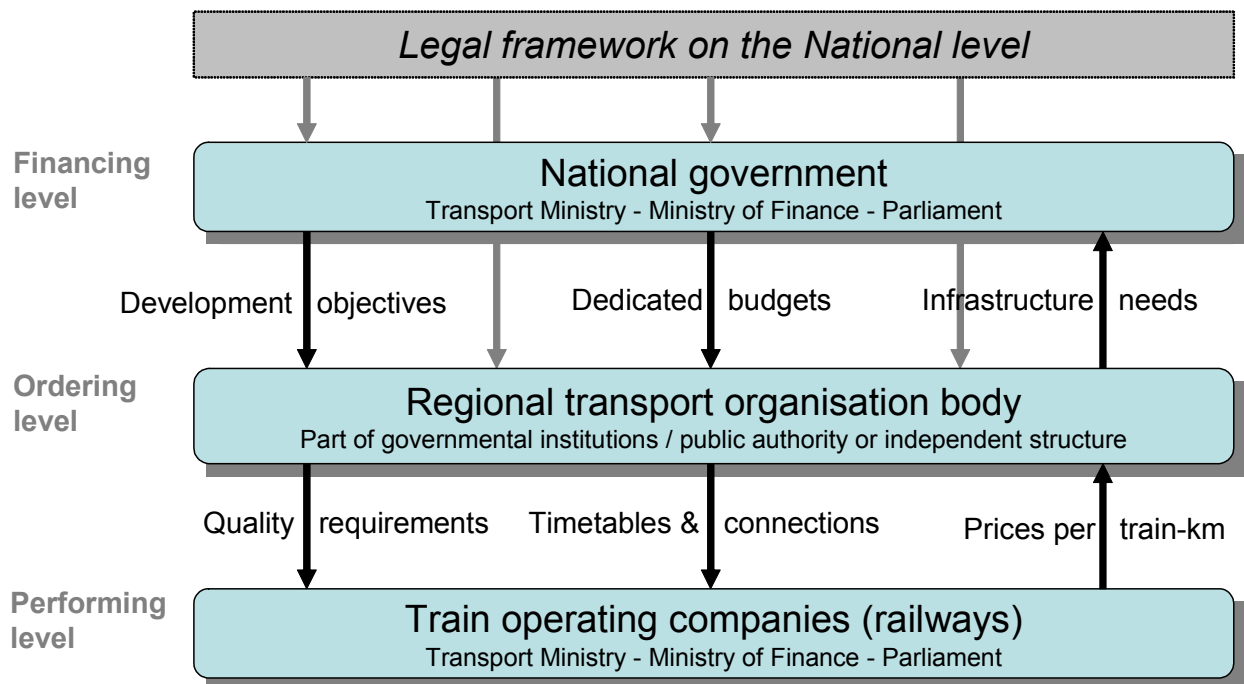 Legal framework on the National level
Financing
level
National government
Transport Ministry - Ministry of Finance - Parliament
Development objectives
Dedicated budgets
Infrastructure needs
Ordering
level
Regional transport organisation body
Part of governmental institutions / public authority or independent structure
Quality requirements
Timetables & connections
Prices per train-km
Performing
level
Train operating companies (railways)
Transport Ministry - Ministry of Finance - Parliament